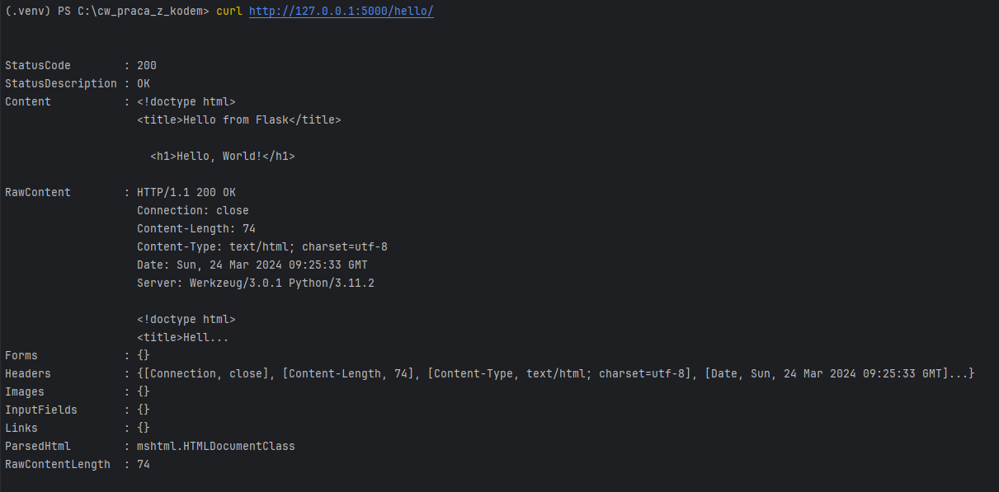 (.venv) PS C:\cw_praca_z_kodem> curl http://127.0.0.1:5000/hello/
StatusCode        : 200
StatusDescription : OK
Content           : <!doctype html>
                    <title>Hello from Flask</title>
                      <h1>Hello, World!</h1>
RawContent        : HTTP/1.1 200 OK
                    Connection: close
                    Content-Length: 74
                    Content-Type: text/html; charset=utf-8
                    Date: Sun, 24 Mar 2024 09:25:33 GMT
                    Server: Werkzeug/3.0.1 Python/3.11.2
                    <!doctype html>
                    <title>Hell...
Forms             : {}
Headers           : {[Connection, close], [Content-Length, 74], [Content-Type, text/html; charset=utf-8], [Date, Sun, 24 Mar 2024 09:25:33 GMT]...}
Images            : {}
InputFields       : {}
Links             : {}
ParsedHtml        : mshtml.HTMLDocumentClass
RawContentLength  : 74